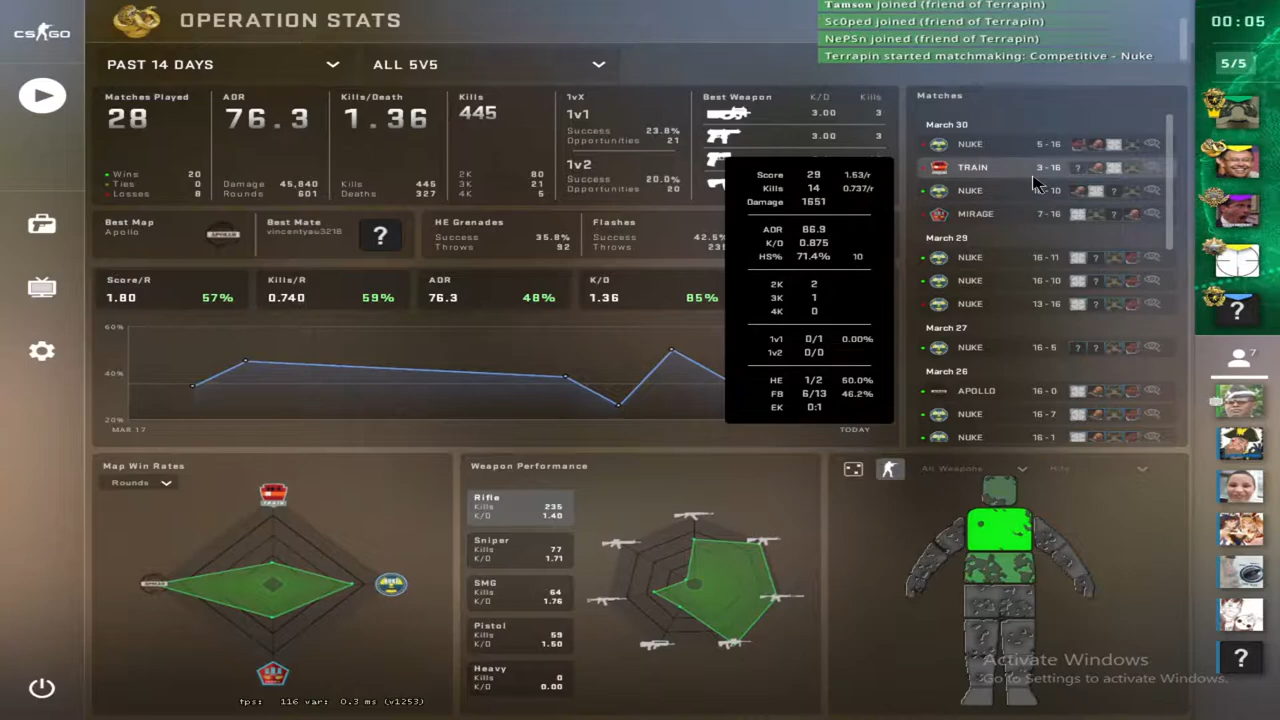 CS:GO
OPERATION STATS
Tamson joined (friend of Terrapin)
Sc0ped joined (friend of Terrapin)
NePSn joined (friend of Terrapin)
Terrapin started matchmaking: Competitive - Nuke
00:05
5/5
PAST 14 DAYS
ALL 5V5
Matches Played
28
Wins 20
Ties 0
Losses 8
ADR
76.3
Damage 45,840
Rounds 601
Kills/Death
1.36
Kills 445
Deaths 327
Kills
445
2K 80
3K 21
4K 5
1vX
1v1
Success 23.8%
Opportunities 21
1v2
Success 20.0%
Opportunities 20
Best Weapon K/D Kills
3.00 3
3.00 3
Best Map
Apollo
Best Mate
vincentyau3218
?
HE Grenades
Success 35.8%
Throws 92
Flashes
Success 42.5%
Throws
Score/R
1.80 57%
Kills/R
0.740 59%
ADR
76.3 48%
K/D
1.36 85%
60%
40%
20%
MAR 17
TODAY
Score 29 1.53/r
Kills 14 0.737/r
Damage 1651
ADR 86.9
K/D 0.875
HS% 71.4% 10
2K 2
3K 1
4K 0
1v1 0/1 0.00%
1v2 0/0
HE 1/2 50.0%
FB 6/13 46.2%
EK 0:1
Matches
March 30
NUKE 5-16
TRAIN 3-16 ?
NUKE -10 ?
MIRAGE 7-16 ?
March 29
NUKE 16-11 ?
NUKE 16-10 ?
NUKE 13-16 ?
March 27
NUKE 16-5 ? ?
March 26
APOLLO 16-0
NUKE 16-7
NUKE 16-1
?
7
?
Map Win Rates
Rounds
TRAIN
APOLLO
NUKE
Weapon Performance
Rifle
Kills 235
K/D 1.40
Sniper
Kills 77
K/D 1.71
SMG
Kills 64
K/D 1.76
Pistol
Kills 59
K/D 1.50
Heavy
Kills 0
K/D 0.00
All Weapons
Hits
Activate Windows
Go to Settings to activate Windows.
fps: 116 var: 0.3 ms (v1253)